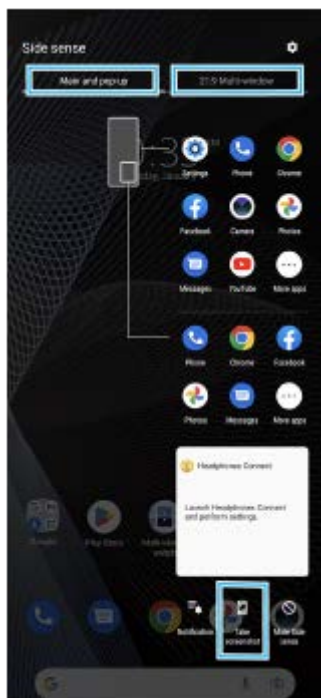 Side sense
Main and pop-up
21:9 Multi-window
Settings
Phone
Chrome
Facebook
Camera
Photos
Messages
YouTube
More apps
Phone
Chrome
Facebook
Photos
Messages
More apps
Headphones Connect
Launch Headphones Connect
and perform settings.
Play Store
Notification
Take
screenshot
Side
sense